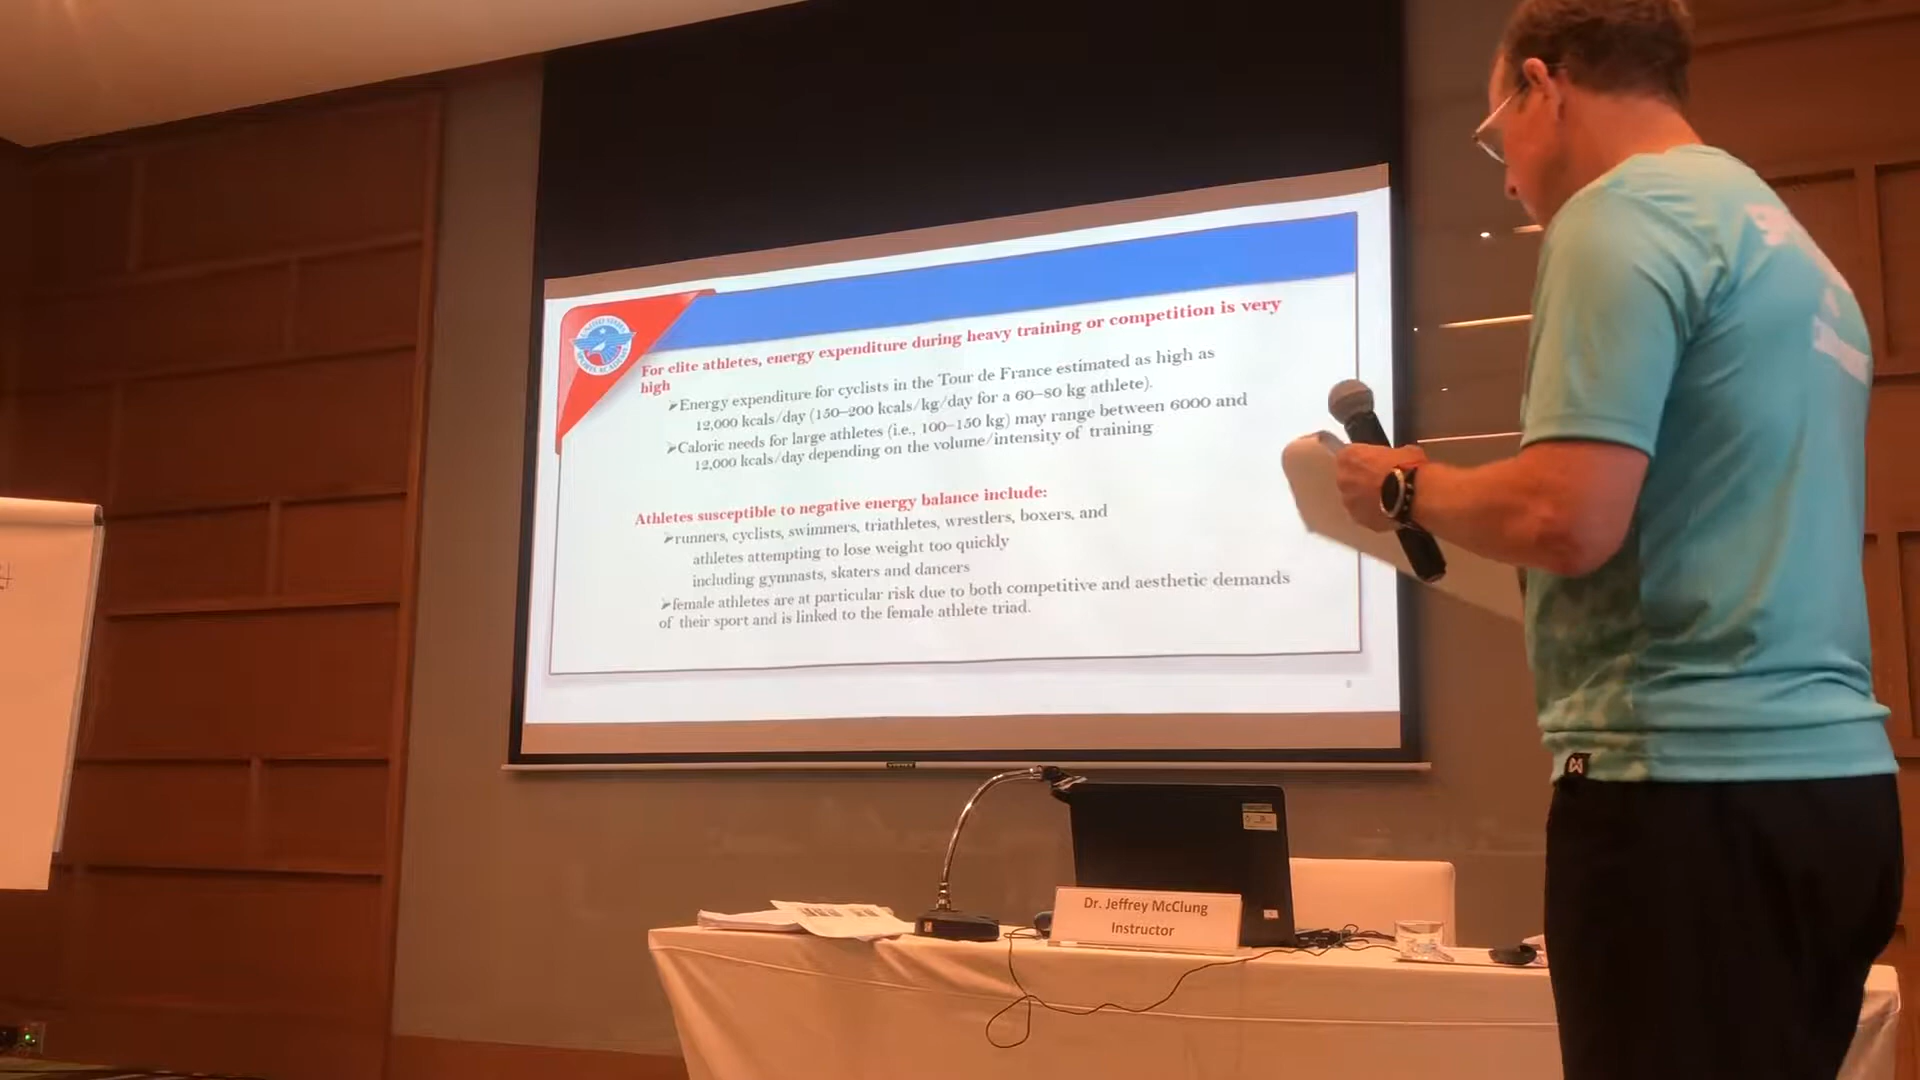 UNITED STATES
SPORTS ACADEMY
For elite athletes, energy expenditure during heavy training or competition is very
high
➢Energy expenditure for cyclists in the Tour de France estimated as high as
12,000 kcals/day (150–200 kcals/kg/day for a 60–80 kg athlete).
➢Caloric needs for large athletes (i.e., 100–150 kg) may range between 6000 and
12,000 kcals/day depending on the volume/intensity of training
Athletes susceptible to negative energy balance include:
➢runners, cyclists, swimmers, triathletes, wrestlers, boxers, and
athletes attempting to lose weight too quickly
including gymnasts, skaters and dancers
➢female athletes are at particular risk due to both competitive and aesthetic demands
of their sport and is linked to the female athlete triad.
Dr. Jeffrey McClung
Instructor